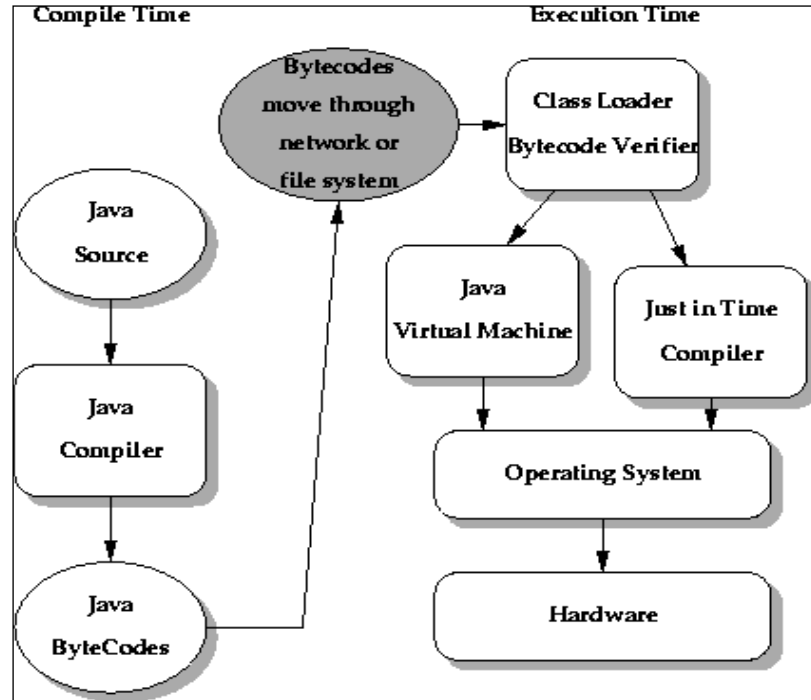 Compile Time
Execution Time
Bytecodes
move through
network or
file system
Class Loader
Bytecode Verifier
Java
Source
Java
Virtual Machine
Just in Time
Compiler
Java
Compiler
Operating System
Java
ByteCodes
Hardware